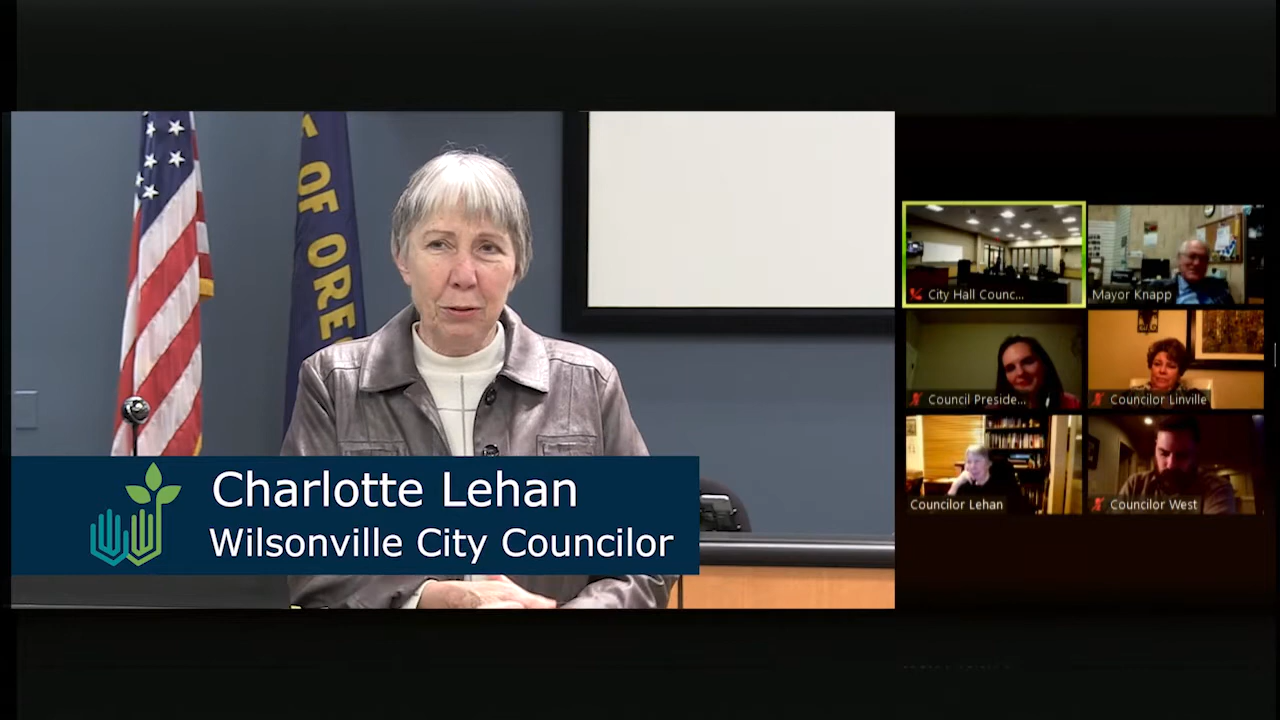 OF ORE
Charlotte Lehan
Wilsonville City Councilor
City Hall Counc...
Mayor Knapp
Council Preside...
Councilor Linville
Councilor Lehan
Councilor West